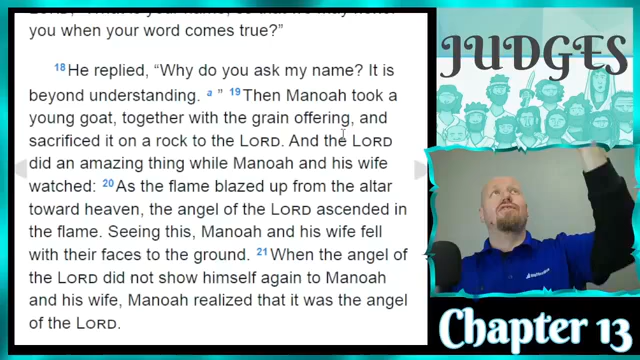 you when your word comes true?”
18 He replied, “Why do you ask my name? It is
beyond understanding. a ” 19 Then Manoah took a
young goat, together with the grain offering, and
sacrificed it on a rock to the LORD. And the LORD
did an amazing thing while Manoah and his wife
watched: 20 As the flame blazed up from the altar
toward heaven, the angel of the LORD ascended in
the flame. Seeing this, Manoah and his wife fell
with their faces to the ground. 21 When the angel of
the LORD did not show himself again to Manoah
and his wife, Manoah realized that it was the angel
of the LORD.
JUDGES
Chapter 13